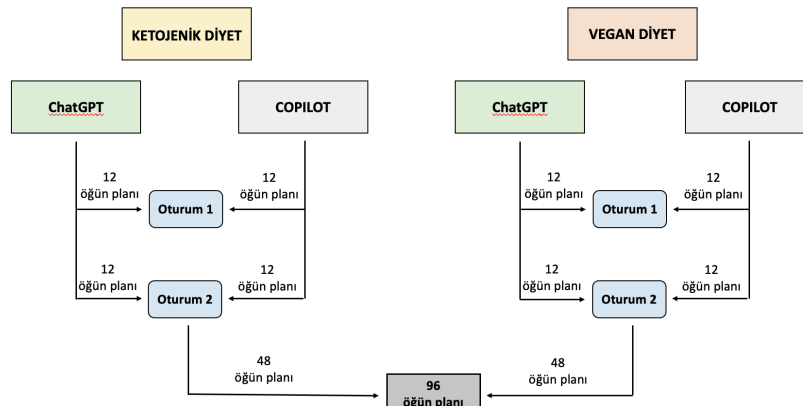 KETOJENİK DİYET
VEGAN DİYET
ChatGPT
COPILOT
ChatGPT
COPILOT
12
öğün planı
12
öğün planı
12
öğün planı
12
öğün planı
Oturum 1
Oturum 1
12
öğün planı
12
öğün planı
12
öğün planı
12
öğün planı
Oturum 2
Oturum 2
48
öğün planı
48
öğün planı
96
öğün planı